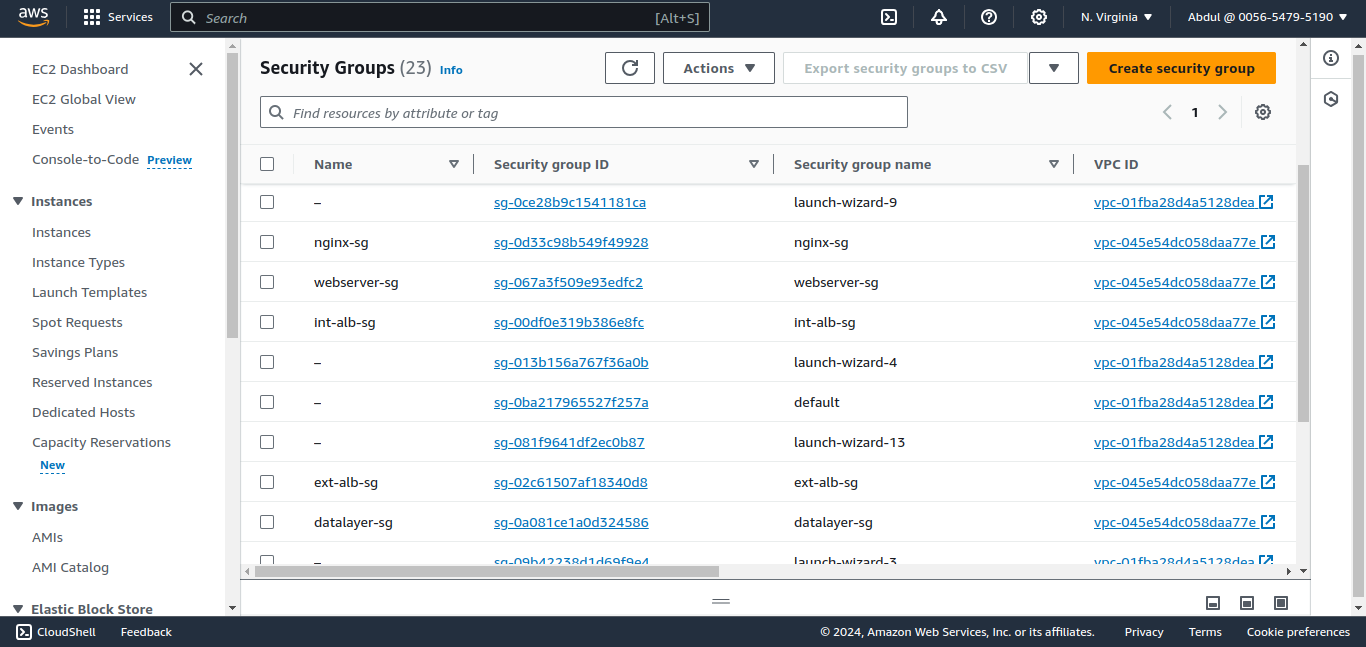 aws Services Search [Alt+S] N. Virginia Abdul @ 0056-5479-5190
EC2 Dashboard
EC2 Global View
Events
Console-to-Code Preview
Instances
Instances
Instance Types
Launch Templates
Spot Requests
Savings Plans
Reserved Instances
Dedicated Hosts
Capacity Reservations
New
Images
AMIs
AMI Catalog
Elastic Block Store
Security Groups (23) Info Actions Export security groups to CSV Create security group
Find resources by attribute or tag 1
Name Security group ID Security group name VPC ID
– sg-0ce28b9c1541181ca launch-wizard-9 vpc-01fba28d4a5128dea
nginx-sg sg-0d33c98b549f49928 nginx-sg vpc-045e54dc058daa77e
webserver-sg sg-067a3f509e93edfc2 webserver-sg vpc-045e54dc058daa77e
int-alb-sg sg-00df0e319b386e8fc int-alb-sg vpc-045e54dc058daa77e
– sg-013b156a767f36a0b launch-wizard-4 vpc-01fba28d4a5128dea
– sg-0ba217965527f257a default vpc-01fba28d4a5128dea
– sg-081f9641df2ec0b87 launch-wizard-13 vpc-01fba28d4a5128dea
ext-alb-sg sg-02c61507af18340d8 ext-alb-sg vpc-045e54dc058daa77e
datalayer-sg sg-0a081ce1a0d324586 datalayer-sg vpc-045e54dc058daa77e
– sg-09b42238d1d69f9e4 launch-wizard-3 vpc-01fba28d4a5128dea
CloudShell Feedback © 2024, Amazon Web Services, Inc. or its affiliates. Privacy Terms Cookie preferences